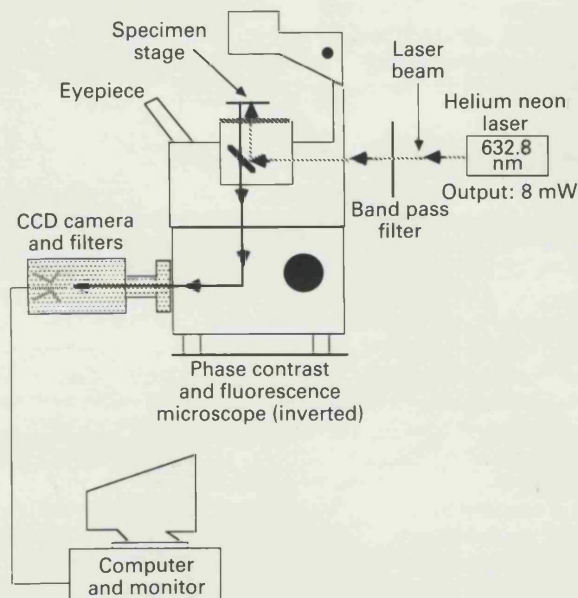 Specimen
stage
Eyepiece
Laser
beam
Helium neon
laser
632.8
nm
Output: 8 mW
Band pass
filter
CCD camera
and filters
Phase contrast
and fluorescence
microscope (inverted)
Computer
and monitor